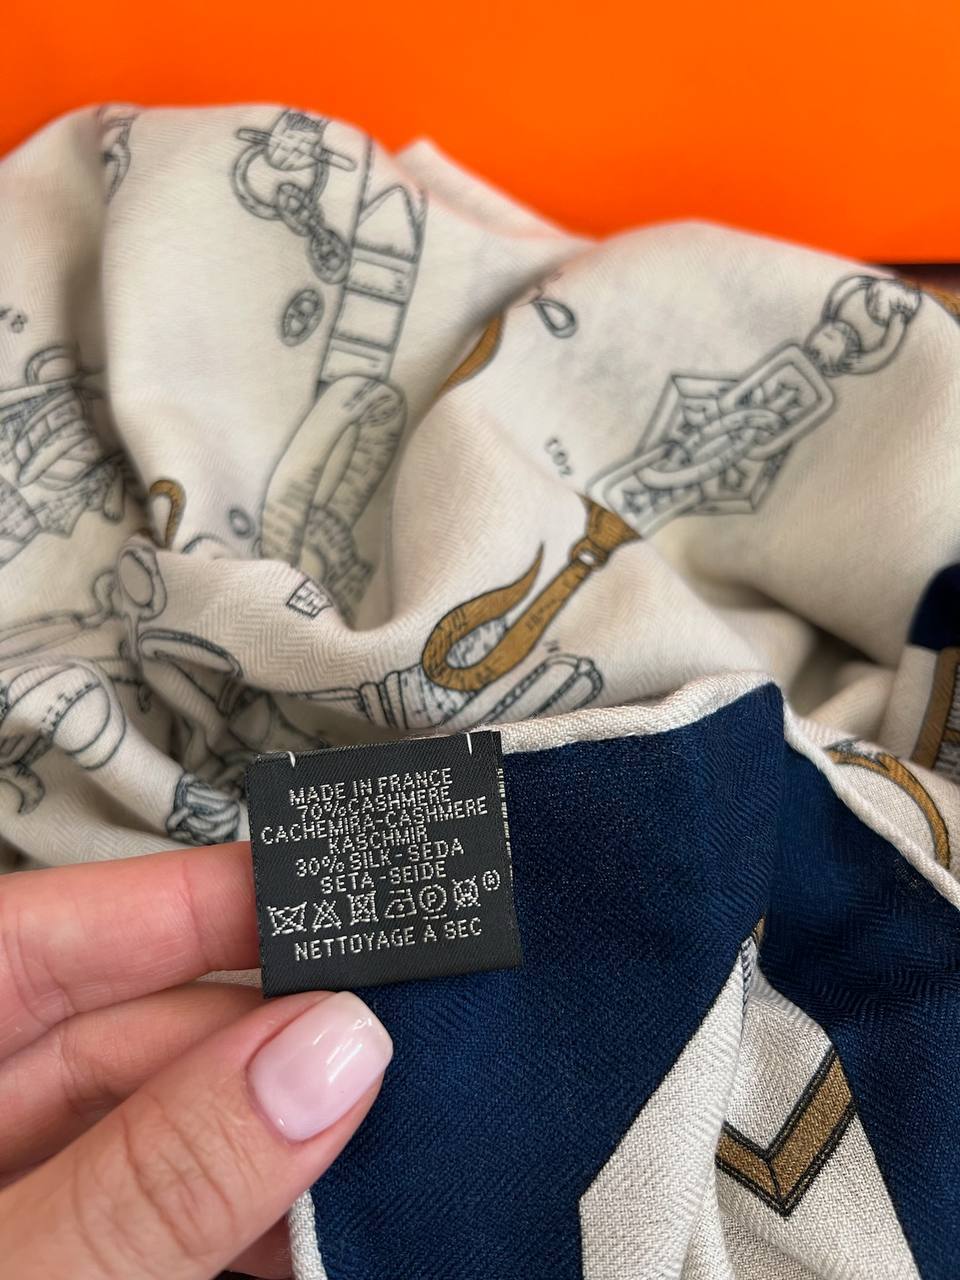 MADE IN FRANCE
70% CASHMERE
CACHEMIRA-CASHMERE
KASCHMIR
30% SILK-SEDA
SETA-SEIDE
NETTOYAGE A SEC